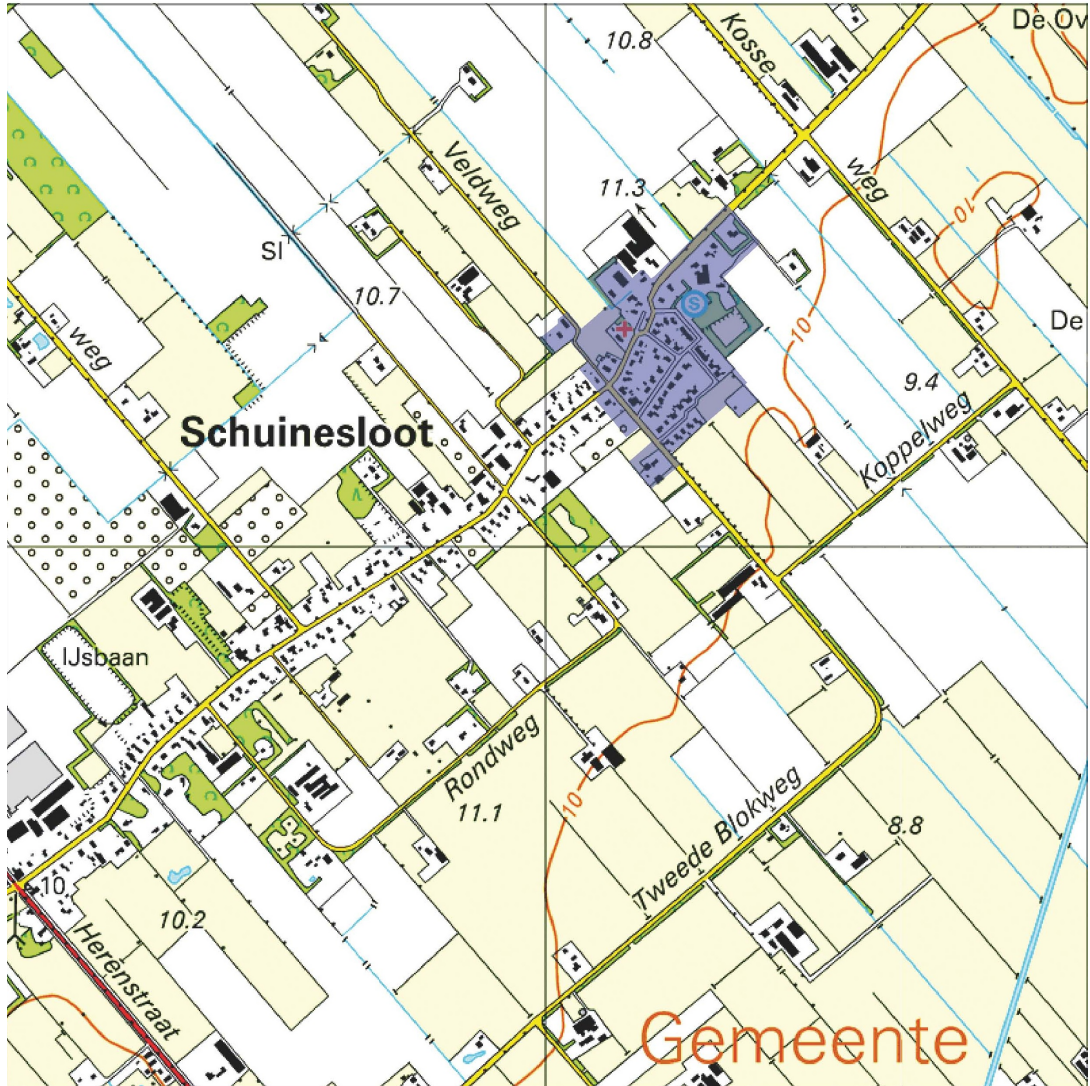 De Ov
10.8
Kosse
Veldweg
11.3
weg
10
Sl
10.7
10
De
weg
S
9.4
Schuinesloot
Koppelweg
IJsbaan
Rondweg
11.1
10
Tweede Blokweg
8.8
10
10.2
Herenstraat
Gemeente